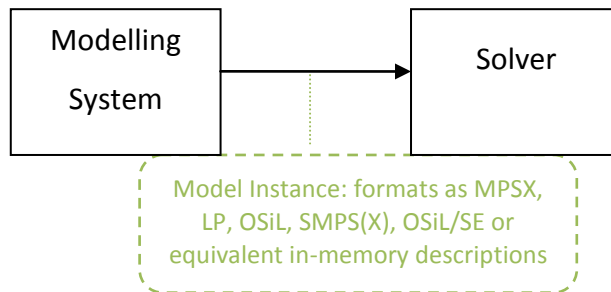 Modelling
System
Solver
Model Instance: formats as MPSX,
LP, OSiL, SMPS(X), OSiL/SE or
equivalent in-memory descriptions